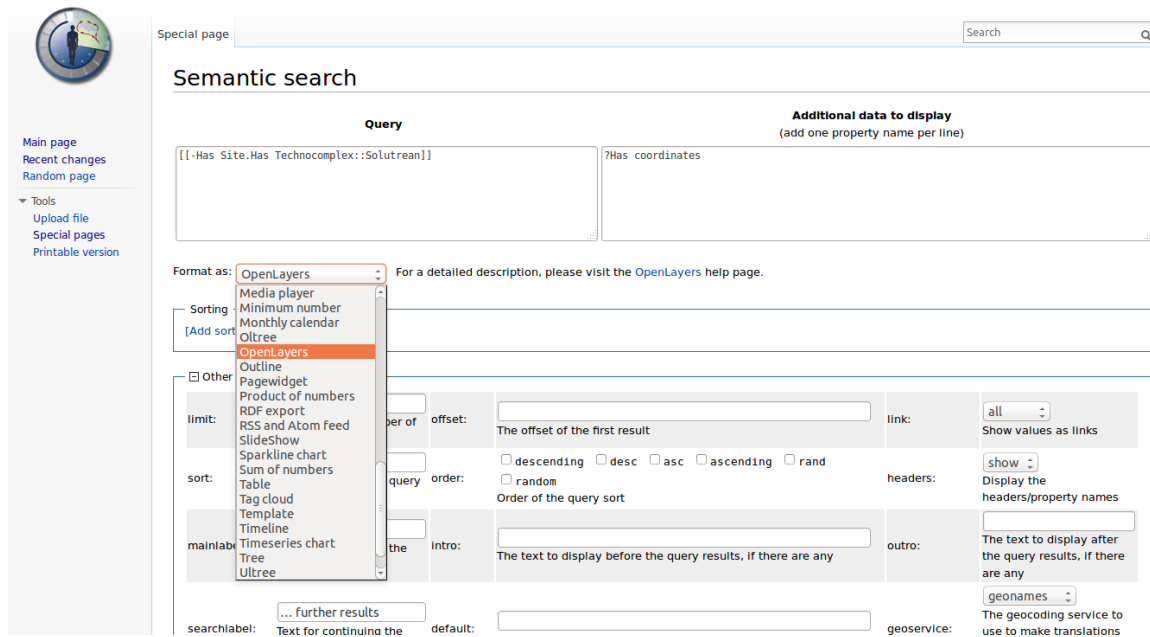 Special page
Search
Semantic search
Query
Additional data to display
(add one property name per line)
Main page
Recent changes
Random page
Tools
Upload file
Special pages
Printable version
[[-Has Site.Has Technocomplex::Solutrean]]
?Has coordinates
Format as: OpenLayers For a detailed description, please visit the OpenLayers help page.
Media player
Minimum number
Monthly calendar
Oltree
OpenLayers
Outline
Pagewidget
Product of numbers
RDF export
RSS and Atom feed
SlideShow
Sparkline chart
Sum of numbers
Table
Tag cloud
Template
Timeline
Timeseries chart
Tree
Ultree
Sorting
[Add sort
Other
limit:
ber of
offset:
The offset of the first result
link:
all
Show values as links
sort:
query
order:
descending desc asc ascending rand
random
Order of the query sort
headers:
show
Display the
headers/property names
mainlabe
the
intro:
The text to display before the query results, if there are any
outro:
The text to display after
the query results, if there
are any
searchlabel:
... further results
Text for continuing the
default:
geoservice:
geonames
The geocoding service to
use to make translations